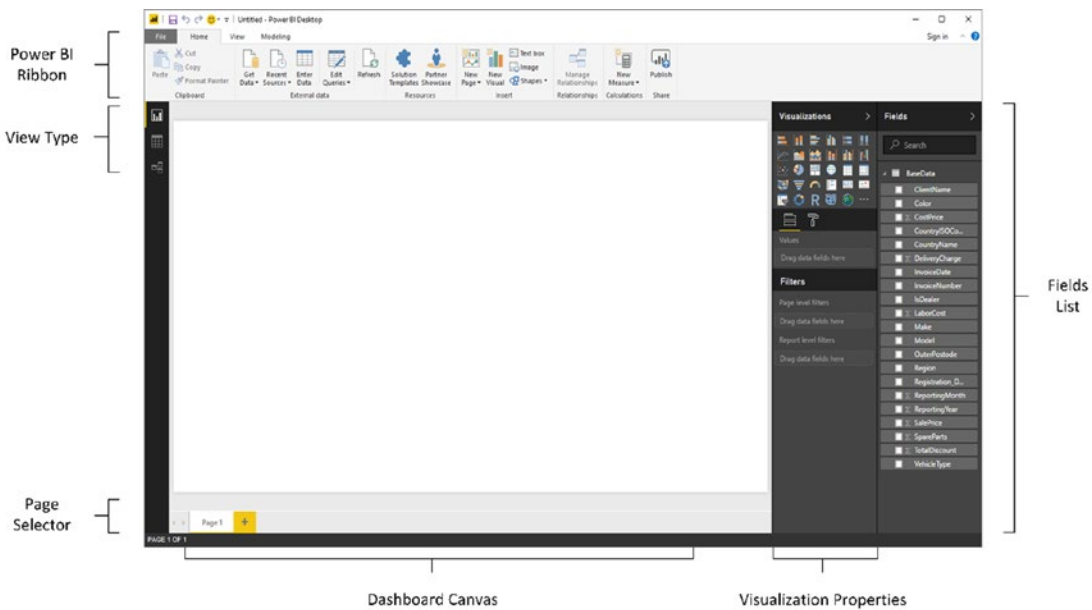 Untitled - Power BI Desktop
File Home View Modeling Sign in
Power BI
Ribbon
Paste
Cut
Copy
Format Painter
Clipboard
Get
Data
Recent
Sources
Enter
Data
Edit
Queries
Refresh
External data
Solution
Templates
Partner
Showcase
Resources
New
Page
New
Visual
Text box
Image
Shapes
Insert
Manage
Relationships
Relationships
New
Measure
Calculations
Publish
Share
View Type
Visualizations
Values
Drag data fields here
Filters
Page level filters
Drag data fields here
Report level filters
Drag data fields here
Fields
Search
BaseData
ClientName
Color
CostPrice
CountryISOCo...
CountryName
DeliveryCharge
InvoiceDate
InvoiceNumber
IsDealer
LaborCost
Make
Model
OuterPostode
Region
Registration_D...
ReportingMonth
ReportingYear
SalePrice
SpareParts
TotalDiscount
VehicleType
Fields
List
Page
Selector
Page 1
PAGE 1 OF 1
Dashboard Canvas
Visualization Properties